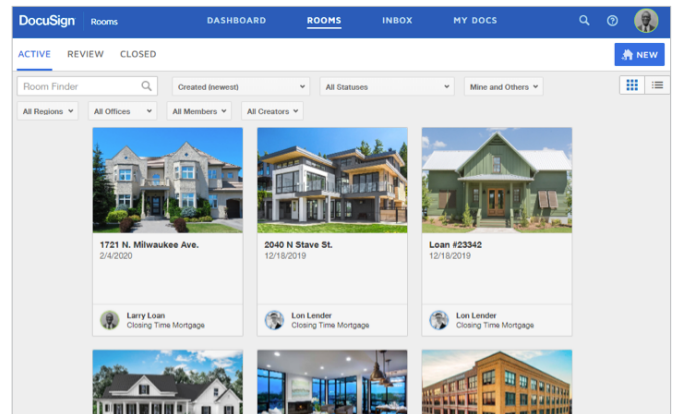 DocuSign Rooms DASHBOARD ROOMS INBOX MY DOCS
ACTIVE REVIEW CLOSED NEW
Room Finder Created (newest) All Statuses Mine and Others
All Regions All Offices All Members All Creators
1721 N. Milwaukee Ave.
2/4/2020
Larry Loan
Closing Time Mortgage
2040 N Stave St.
12/18/2019
Lon Lender
Closing Time Mortgage
Loan #23342
12/18/2019
Lon Lender
Closing Time Mortgage